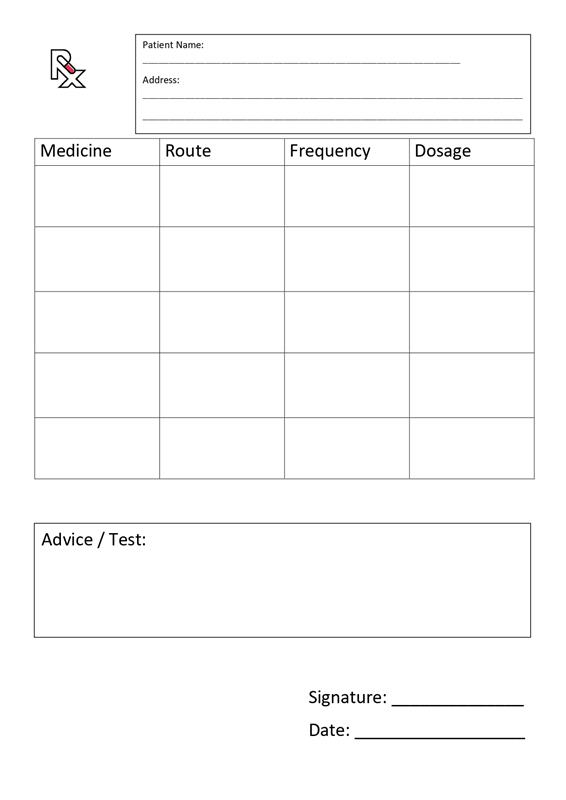 Rx
Patient Name:
Address:
Medicine Route Frequency Dosage
Advice / Test:
Signature: ______________
Date: __________________